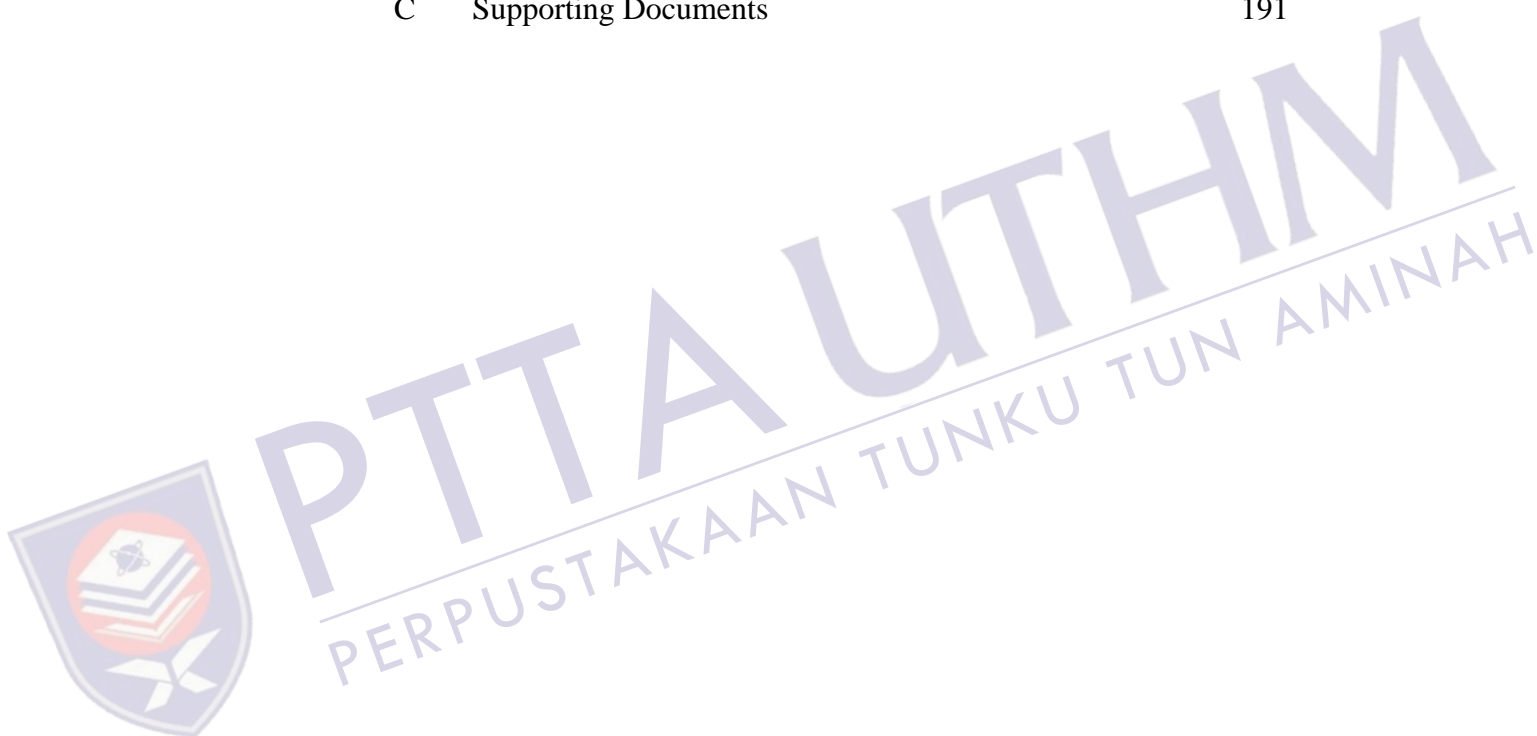 C Supporting Documents 191
PTTA UTHM
PERPUSTAKAAN TUNKU TUN AMINAH